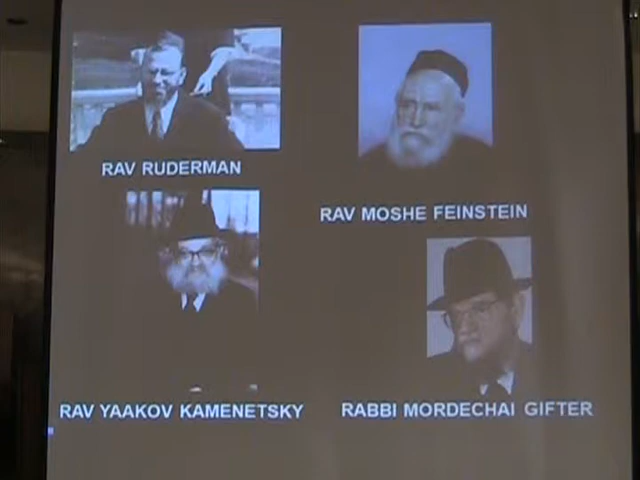 RAV RUDERMAN
RAV MOSHE FEINSTEIN
RAV YAAKOV KAMENETSKY
RABBI MORDECHAI GIFTER